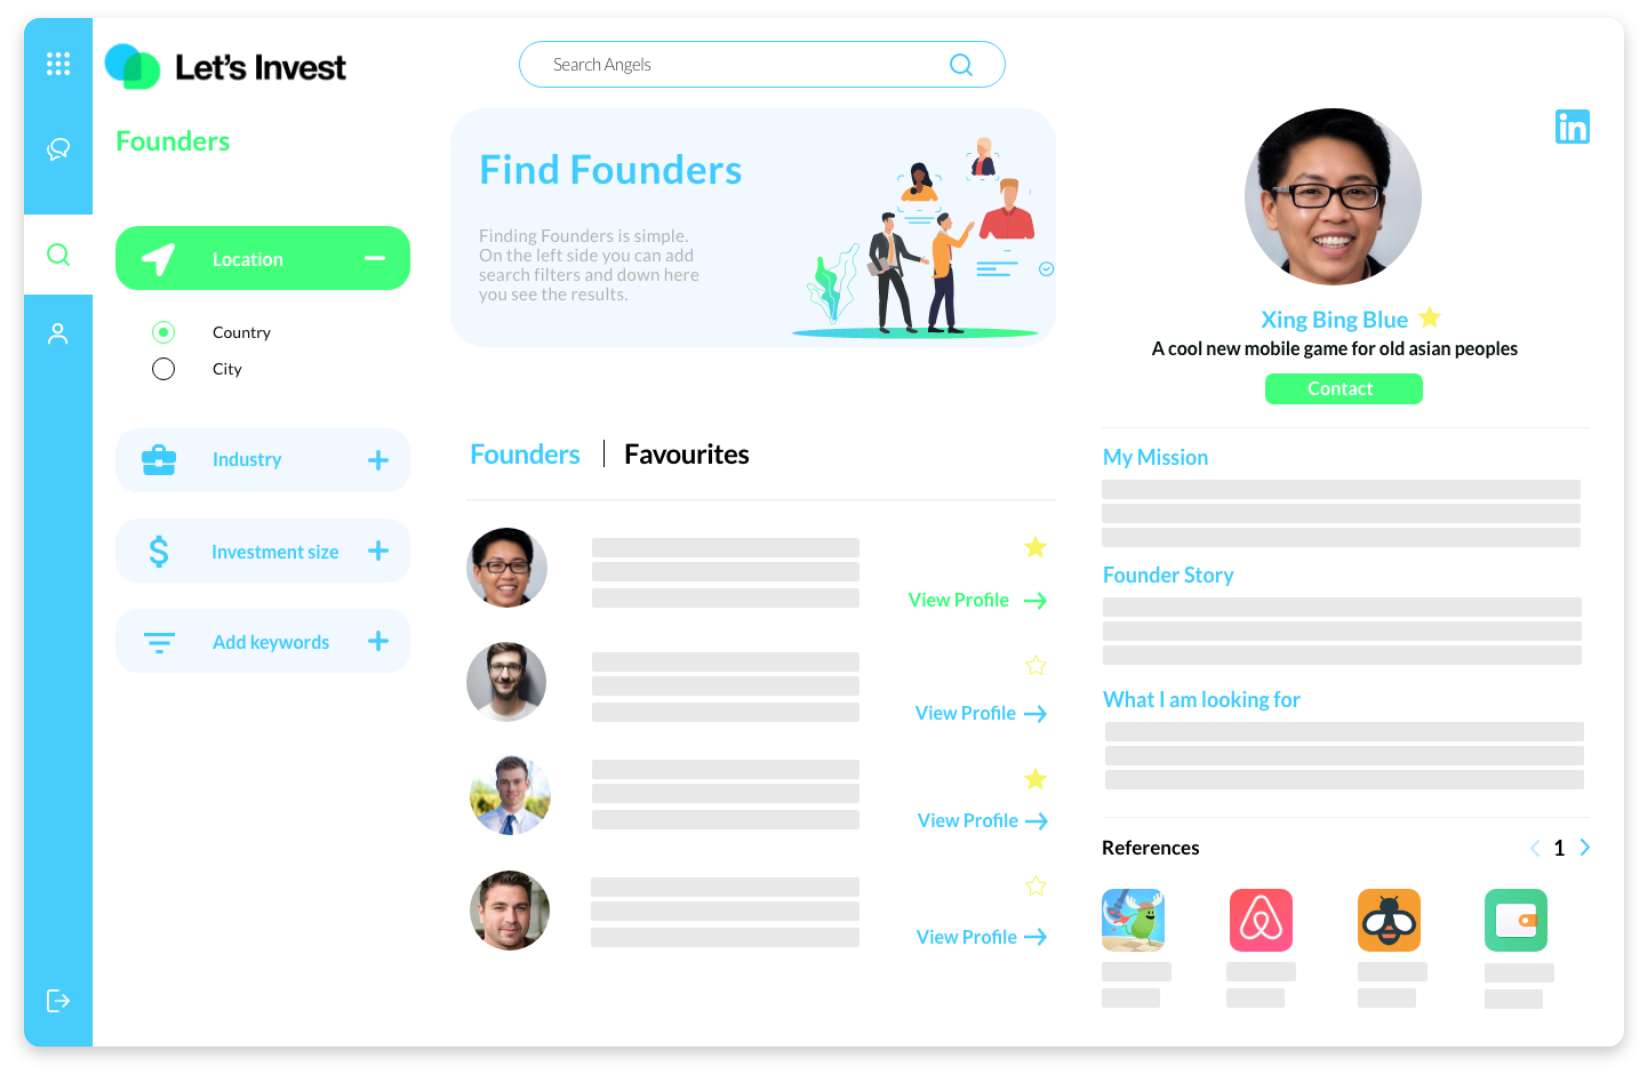 Let's Invest
Search Angels
Founders
Location
Country
City
Industry
Investment size
Add keywords
Find Founders
Finding Founders is simple.
On the left side you can add
search filters and down here
you see the results.
Founders | Favourites
View Profile
View Profile
View Profile
View Profile
in
Xing Bing Blue
A cool new mobile game for old asian peoples
Contact
My Mission
Founder Story
What I am looking for
References
1